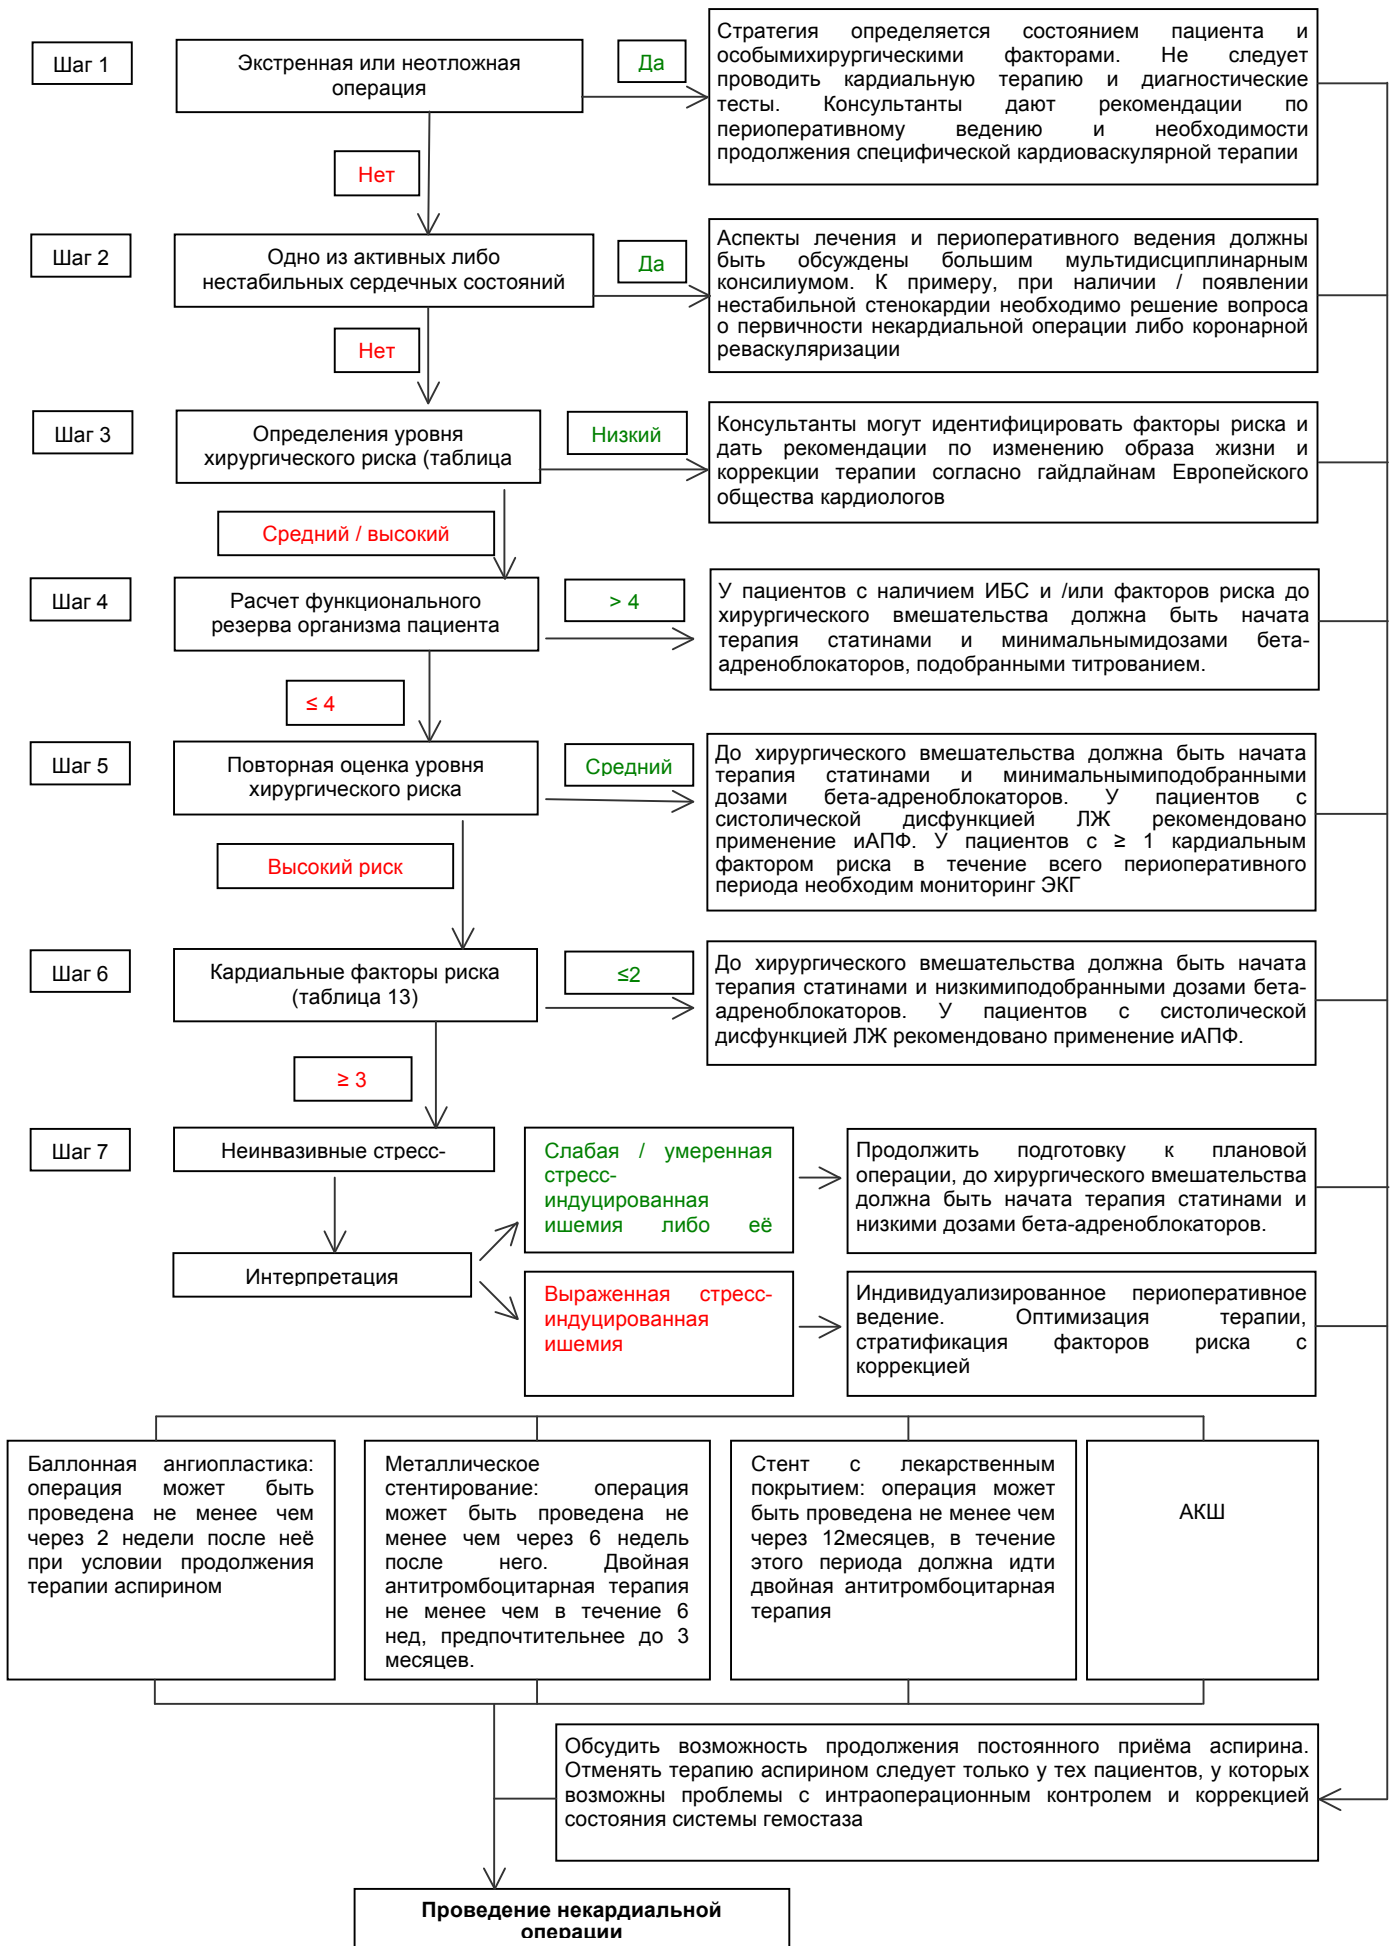 Шаг 1
Экстренная или неотложная
операция
Да
Стратегия определяется состоянием пациента и
особымихирургическими факторами. Не следует
проводить кардиальную терапию и диагностические
тесты. Консультанты дают рекомендации по
периоперативному ведению и необходимости
продолжения специфической кардиоваскулярной терапии
Нет
Шаг 2
Одно из активных либо
нестабильных сердечных состояний
Да
Аспекты лечения и периоперативного ведения должны
быть обсуждены большим мультидисциплинарным
консилиумом. К примеру, при наличии / появлении
нестабильной стенокардии необходимо решение вопроса
о первичности некардиальной операции либо коронарной
реваскуляризации
Нет
Шаг 3
Определения уровня
хирургического риска (таблица
Низкий
Консультанты могут идентифицировать факторы риска и
дать рекомендации по изменению образа жизни и
коррекции терапии согласно гайдлайнам Европейского
общества кардиологов
Средний / высокий
Шаг 4
Расчет функционального
резерва организма пациента
> 4
У пациентов с наличием ИБС и /или факторов риска до
хирургического вмешательства должна быть начата
терапия статинами и минимальнымидозами бета-
адреноблокаторов, подобранными титрованием.
≤ 4
Шаг 5
Повторная оценка уровня
хирургического риска
Средний
До хирургического вмешательства должна быть начата
терапия статинами и минимальнымиподобранными
дозами бета-адреноблокаторов. У пациентов с
систолической дисфункцией ЛЖ рекомендовано
применение иАПФ. У пациентов с ≥ 1 кардиальным
фактором риска в течение всего периоперативного
периода необходим мониторинг ЭКГ
Высокий риск
Шаг 6
Кардиальные факторы риска
(таблица 13)
≤2
До хирургического вмешательства должна быть начата
терапия статинами и низкимиподобранными дозами бета-
адреноблокаторов. У пациентов с систолической
дисфункцией ЛЖ рекомендовано применение иАПФ.
≥ 3
Шаг 7
Неинвазивные стресс-
Слабая / умеренная
стресс-
индуцированная
ишемия либо её
Продолжить подготовку к плановой
операции, до хирургического вмешательства
должна быть начата терапия статинами и
низкими дозами бета-адреноблокаторов.
Интерпретация
Выраженная стресс-
индуцированная
ишемия
Индивидуализированное периоперативное
ведение. Оптимизация терапии,
стратификация факторов риска с
коррекцией
Баллонная ангиопластика:
операция может быть
проведена не менее чем
через 2 недели после неё
при условии продолжения
терапии аспирином
Металлическое
стентирование: операция
может быть проведена не
менее чем через 6 недель
после него. Двойная
антитромбоцитарная терапия
не менее чем в течение 6
нед, предпочтительнее до 3
месяцев.
Стент с лекарственным
покрытием: операция может
быть проведена не менее чем
через 12месяцев, в течение
этого периода должна идти
двойная антитромбоцитарная
терапия
АКШ
Обсудить возможность продолжения постоянного приёма аспирина.
Отменять терапию аспирином следует только у тех пациентов, у которых
возможны проблемы с интраоперационным контролем и коррекцией
состояния системы гемостаза
Проведение некардиальной
операции